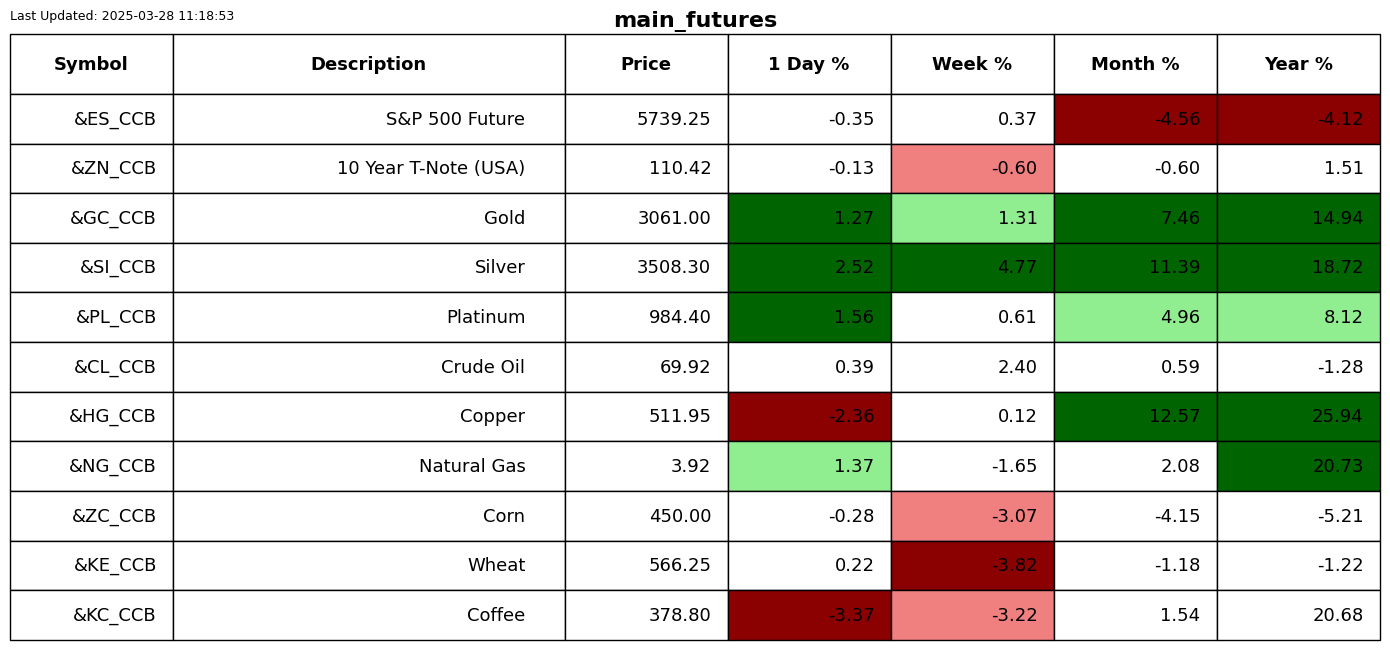 Last Updated: 2025-03-28 11:18:53
main_futures
Symbol Description Price 1 Day % Week % Month % Year %
&ES_CCB S&P 500 Future 5739.25 -0.35 0.37 -4.56 -4.12
&ZN_CCB 10 Year T-Note (USA) 110.42 -0.13 -0.60 -0.60 1.51
&GC_CCB Gold 3061.00 1.27 1.31 7.46 14.94
&SI_CCB Silver 3508.30 2.52 4.77 11.39 18.72
&PL_CCB Platinum 984.40 1.56 0.61 4.96 8.12
&CL_CCB Crude Oil 69.92 0.39 2.40 0.59 -1.28
&HG_CCB Copper 511.95 -2.36 0.12 12.57 25.94
&NG_CCB Natural Gas 3.92 1.37 -1.65 2.08 20.73
&ZC_CCB Corn 450.00 -0.28 -3.07 -4.15 -5.21
&KE_CCB Wheat 566.25 0.22 -3.82 -1.18 -1.22
&KC_CCB Coffee 378.80 -3.37 -3.22 1.54 20.68